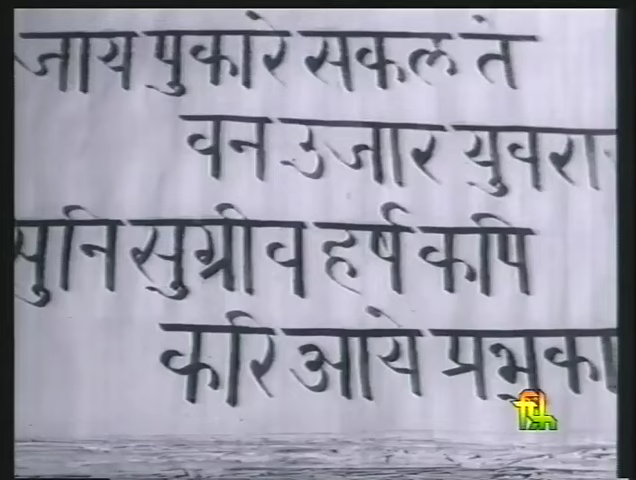 जाय पुकारे सकल ते
वन उजार युवरा
सुनि सुग्रीव हर्ष कपि
करि आये प्रभु का